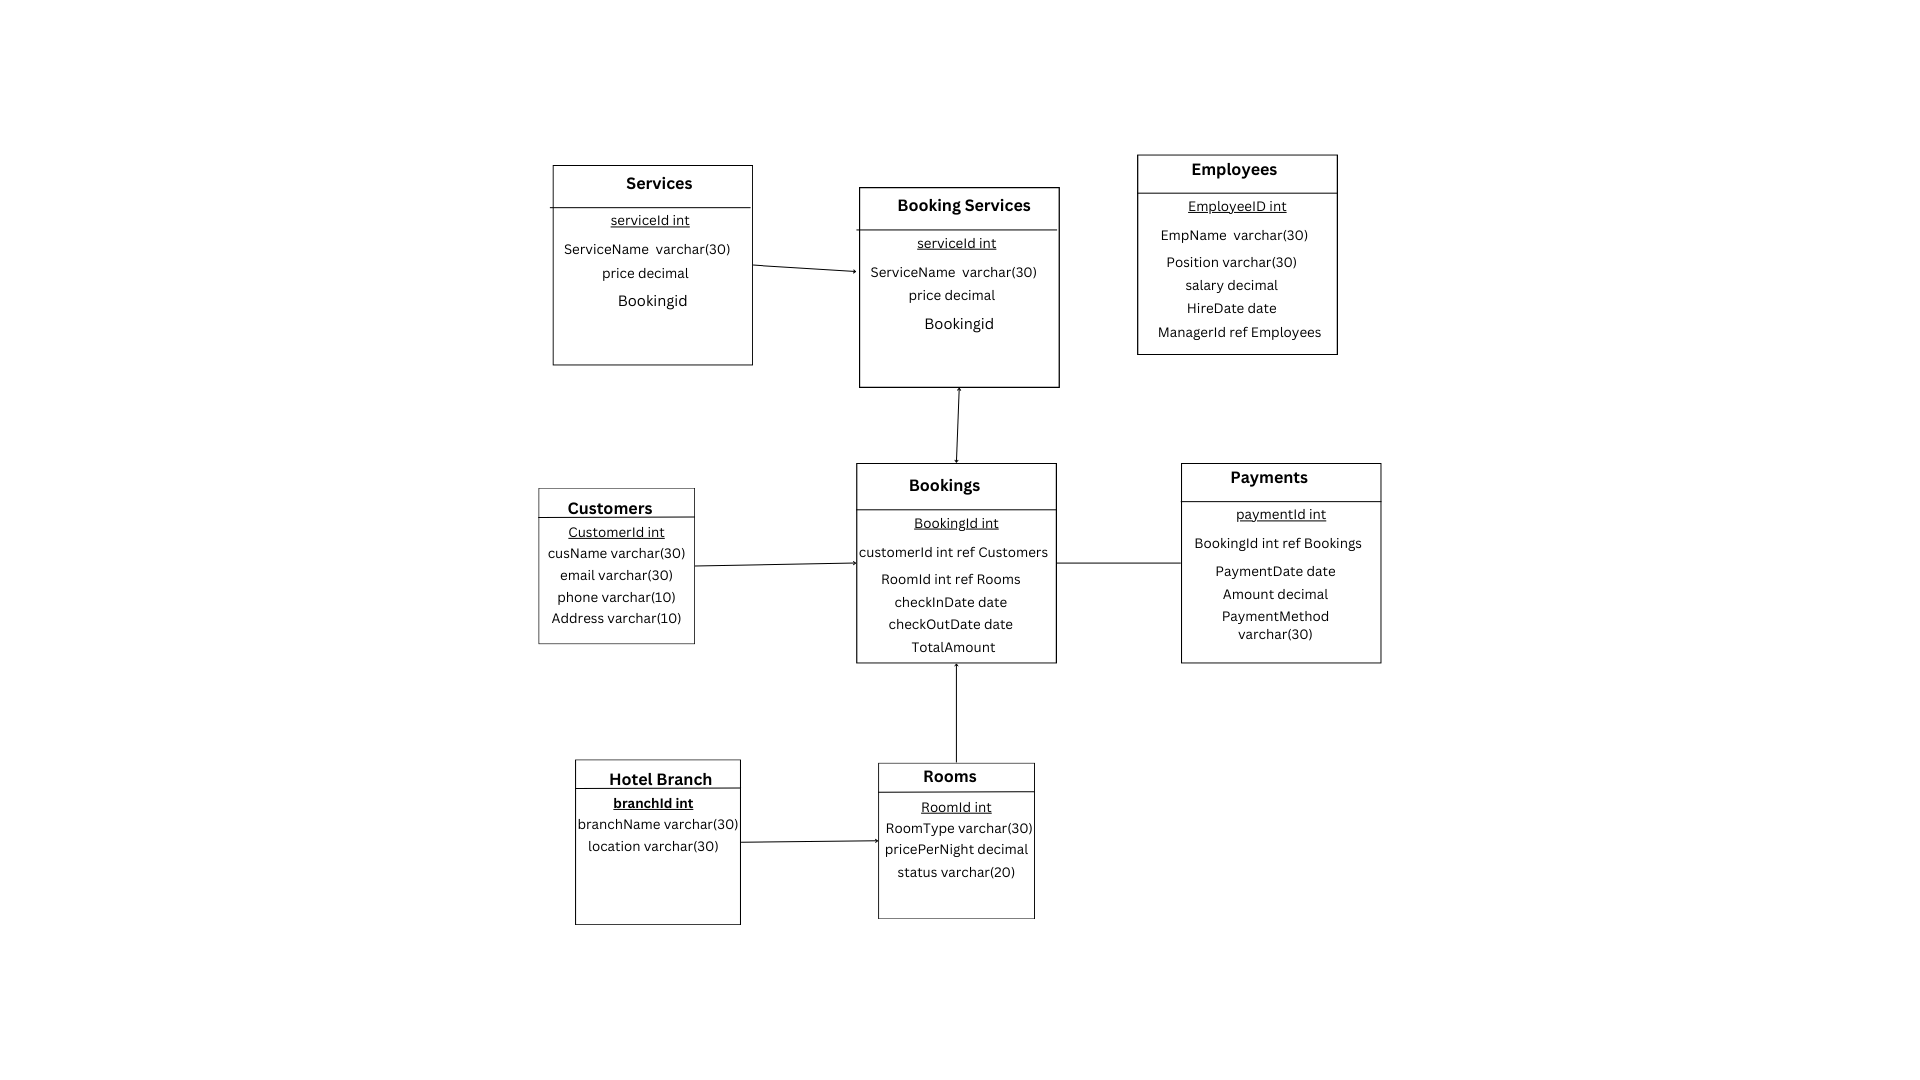 Services
serviceId int
ServiceName varchar(30)
price decimal
Bookingid
Booking Services
serviceId int
ServiceName varchar(30)
price decimal
Bookingid
Employees
EmployeeID int
EmpName varchar(30)
Position varchar(30)
salary decimal
HireDate date
ManagerId ref Employees
Customers
CustomerId int
cusName varchar(30)
email varchar(30)
phone varchar(10)
Address varchar(10)
Bookings
BookingId int
customerId int ref Customers
RoomId int ref Rooms
checkInDate date
checkOutDate date
TotalAmount
Payments
paymentId int
BookingId int ref Bookings
PaymentDate date
Amount decimal
PaymentMethod
varchar(30)
Hotel Branch
branchId int
branchName varchar(30)
location varchar(30)
Rooms
RoomId int
RoomType varchar(30)
pricePerNight decimal
status varchar(20)